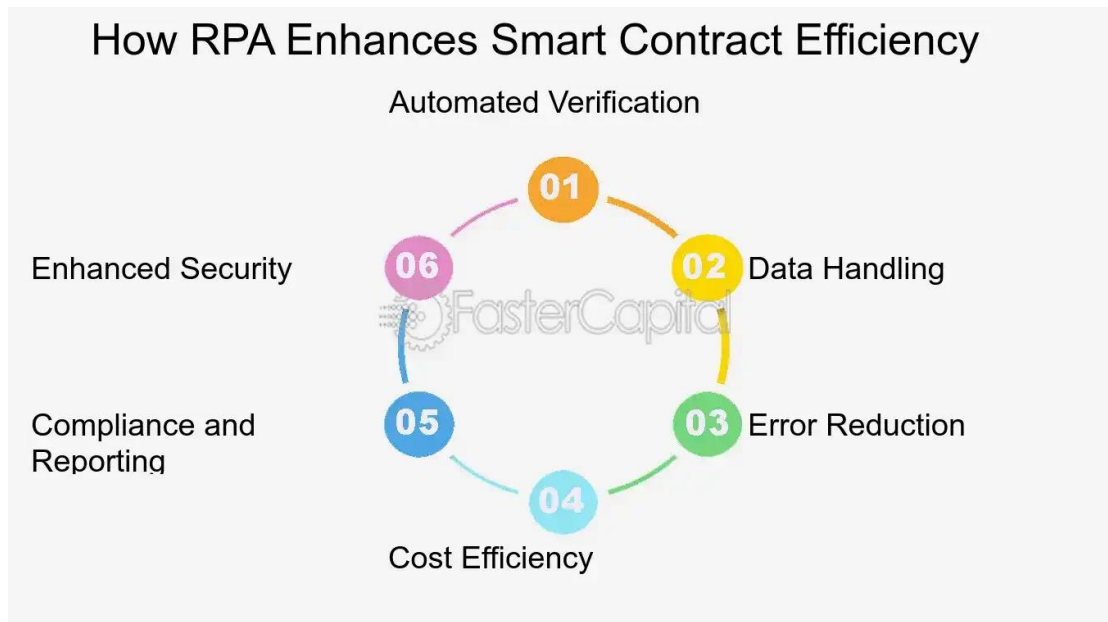 How RPA Enhances Smart Contract Efficiency
Automated Verification
01
06
02
Enhanced Security
Data Handling
FasterCapital
05
03
Compliance and
Reporting
Error Reduction
04
Cost Efficiency